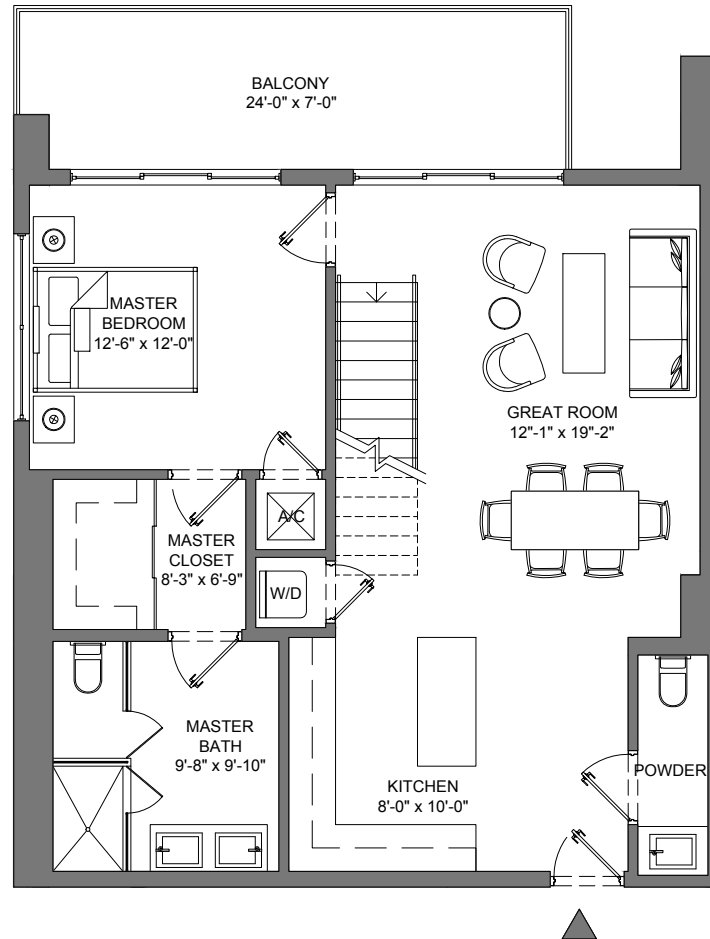 BALCONY
24'-0" x 7'-0"
MASTER
BEDROOM
12'-6" x 12'-0"
GREAT ROOM
12"-1" x 19'-2"
A/C
MASTER
CLOSET
8'-3" x 6'-9"
W/D
MASTER
BATH
9'-8" x 9'-10"
POWDER
KITCHEN
8'-0" x 10'-0"